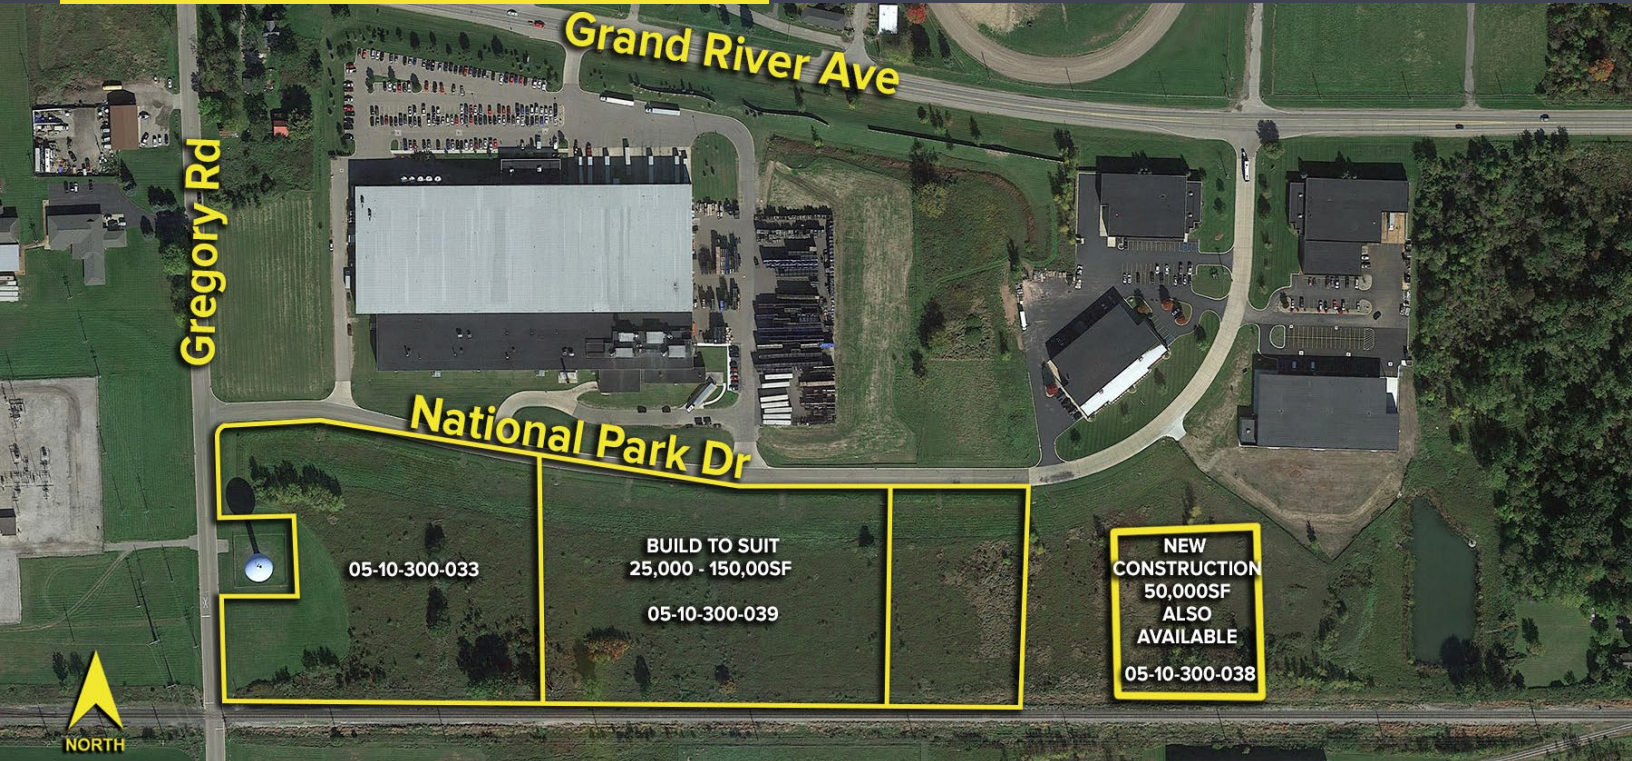 Grand River Ave
Gregory Rd
National Park Dr
05-10-300-033
BUILD TO SUIT
25,000 - 150,00SF
05-10-300-039
NEW
CONSTRUCTION
50,000SF
ALSO
AVAILABLE
05-10-300-038
NORTH